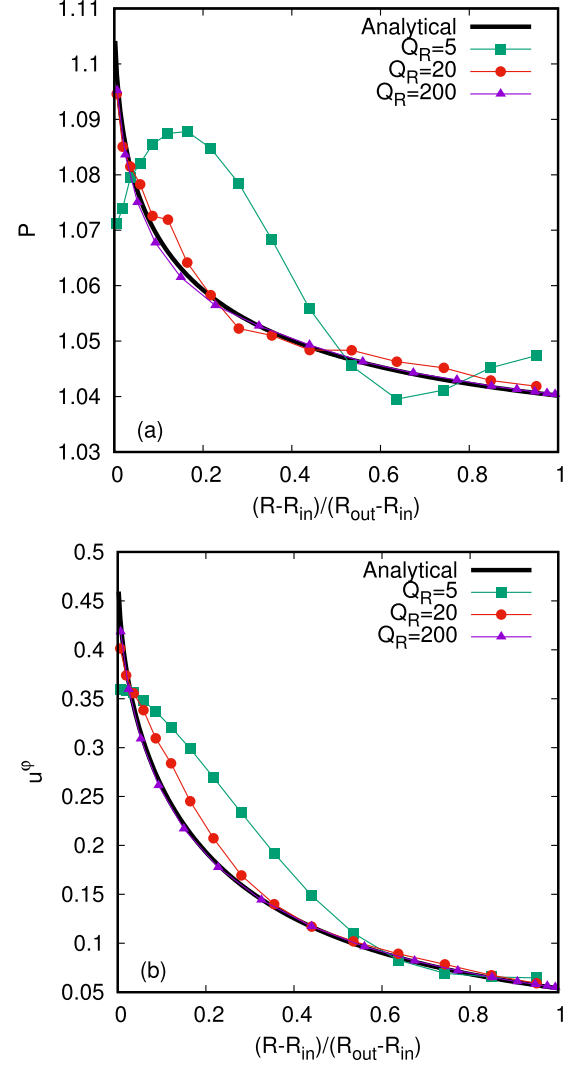 1.11
1.1
1.09
1.08
1.07
1.06
1.05
1.04
1.03
P
Analytical
Q_R=5
Q_R=20
Q_R=200
(a)
0 0.2 0.4 0.6 0.8 1
(R-R_in)/(R_out-R_in)
0.5
0.45
0.4
0.35
0.3
0.25
0.2
0.15
0.1
0.05
u^φ
Analytical
Q_R=5
Q_R=20
Q_R=200
(b)
0 0.2 0.4 0.6 0.8 1
(R-R_in)/(R_out-R_in)